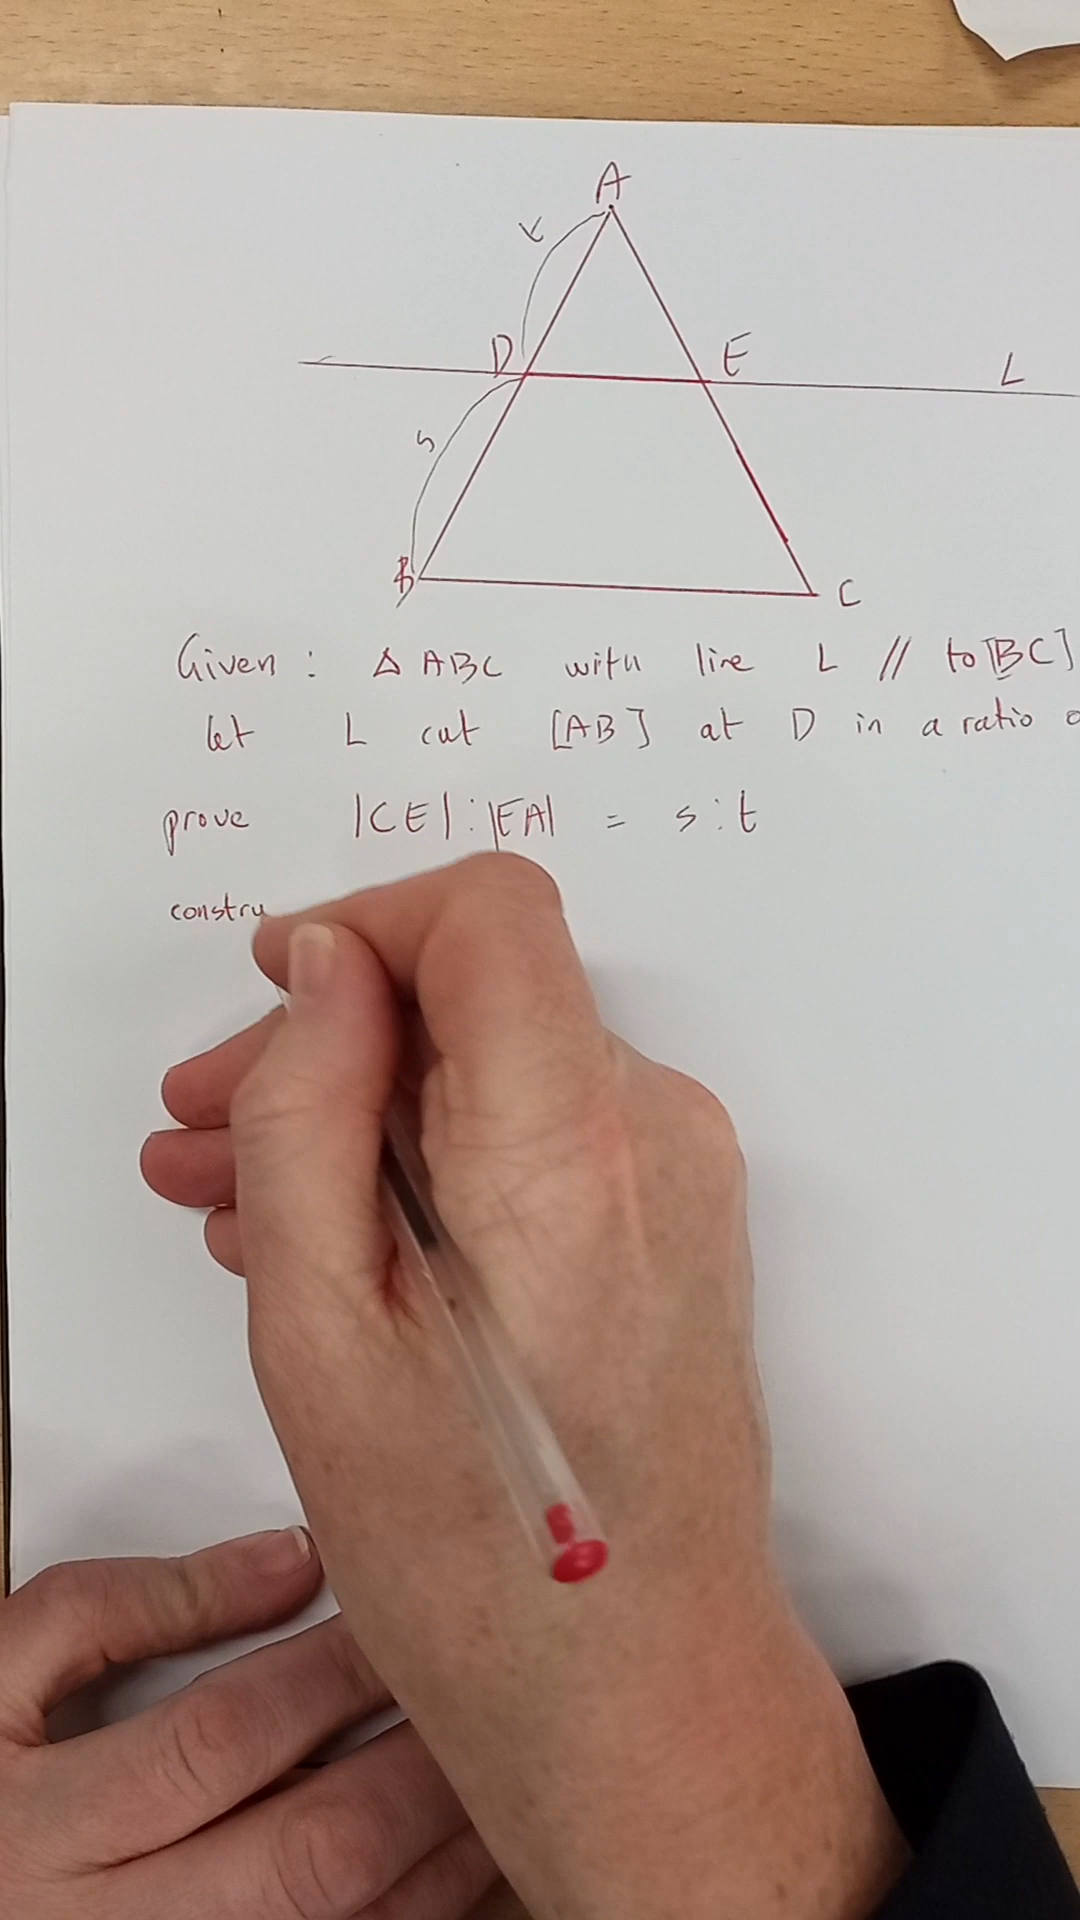 A
t
D E
L
s
B
C
Given : Δ ABC with line L // to [BC]
let L cut [AB] at D in a ratio
prove |CE| : |EA| = s : t
constru